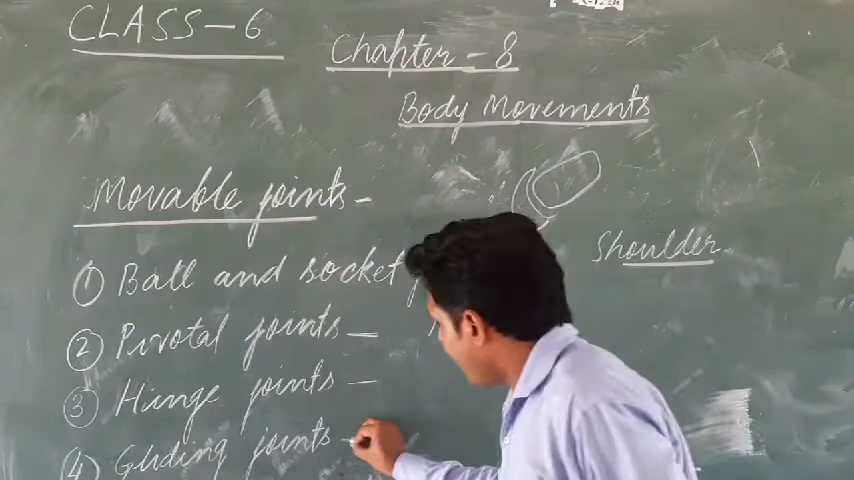 CLASS - 6
Chapter - 8
Body Movements
Movable joints -
Shoulder
① Ball and socket
② Pivotal joints -
③ Hinge joints -
④ Gliding joints -